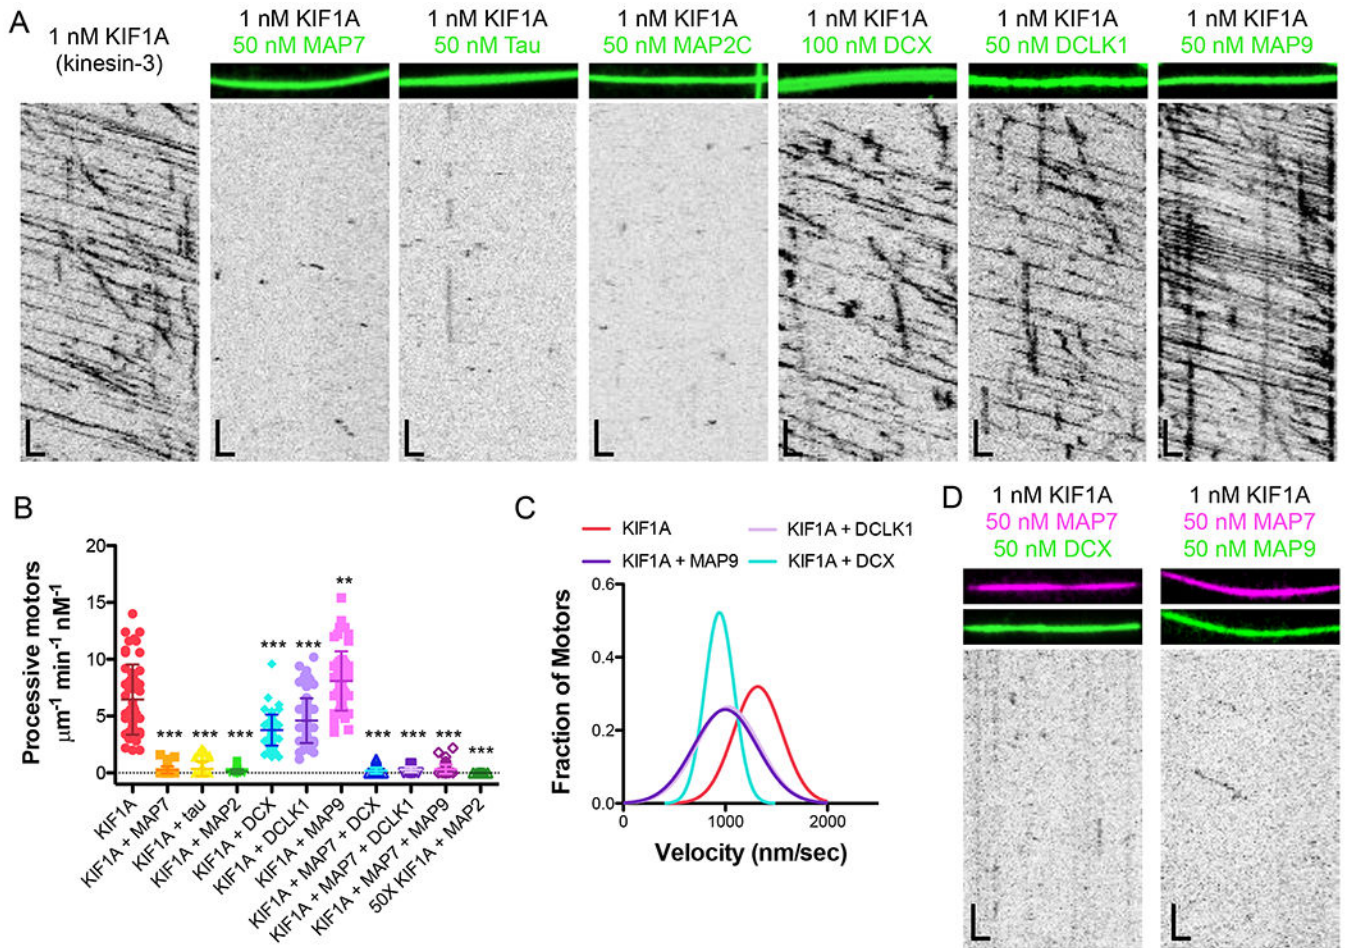 A
1 nM KIF1A
(kinesin-3)
1 nM KIF1A
50 nM MAP7
1 nM KIF1A
50 nM Tau
1 nM KIF1A
50 nM MAP2C
1 nM KIF1A
100 nM DCX
1 nM KIF1A
50 nM DCLK1
1 nM KIF1A
50 nM MAP9
B
Processive motors
μm⁻¹ min⁻¹ nM⁻¹
20
15
10
5
0
***
***
***
***
***
**
***
***
***
***
KIF1A
KIF1A + MAP7
KIF1A + tau
KIF1A + MAP2
KIF1A + DCX
KIF1A + DCLK1
KIF1A + MAP9
KIF1A + MAP7 + DCX
KIF1A + MAP7 + DCLK1
KIF1A + MAP7 + MAP9
50X KIF1A + MAP2
C
KIF1A
KIF1A + DCLK1
KIF1A + MAP9
KIF1A + DCX
Fraction of Motors
0.6
0.4
0.2
0.0
0
1000
2000
Velocity (nm/sec)
D
1 nM KIF1A
50 nM MAP7
50 nM DCX
1 nM KIF1A
50 nM MAP7
50 nM MAP9